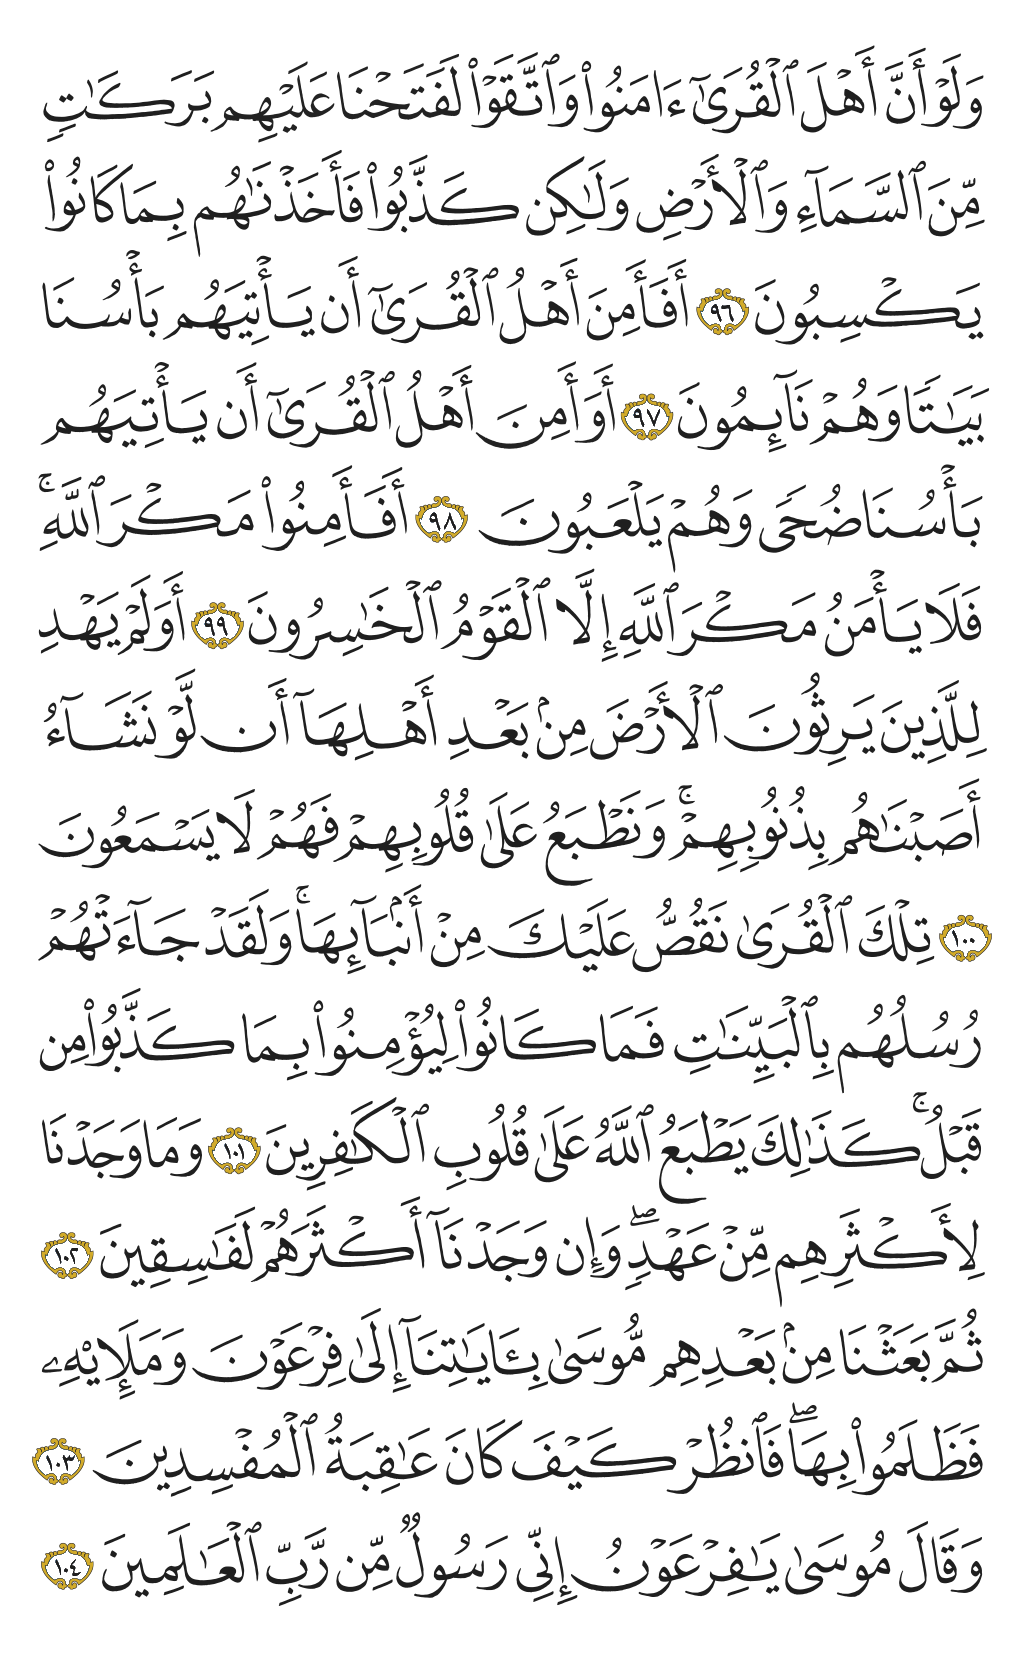 وَلَوْ أَنَّ أَهْلَ ٱلْقُرَىٰٓ ءَامَنُوا۟ وَٱتَّقَوْا۟ لَفَتَحْنَا عَلَيْهِم بَرَكَٰتٍ
مِّنَ ٱلسَّمَآءِ وَٱلْأَرْضِ وَلَٰكِن كَذَّبُوا۟ فَأَخَذْنَٰهُم بِمَا كَانُوا۟
يَكْسِبُونَ ٩٦ أَفَأَمِنَ أَهْلُ ٱلْقُرَىٰٓ أَن يَأْتِيَهُم بَأْسُنَا
بَيَٰتًا وَهُمْ نَآئِمُونَ ٩٧ أَوَأَمِنَ أَهْلُ ٱلْقُرَىٰٓ أَن يَأْتِيَهُم
بَأْسُنَا ضُحًى وَهُمْ يَلْعَبُونَ ٩٨ أَفَأَمِنُوا۟ مَكْرَ ٱللَّهِ ۚ
فَلَا يَأْمَنُ مَكْرَ ٱللَّهِ إِلَّا ٱلْقَوْمُ ٱلْخَٰسِرُونَ ٩٩ أَوَلَمْ يَهْدِ
لِلَّذِينَ يَرِثُونَ ٱلْأَرْضَ مِنۢ بَعْدِ أَهْلِهَآ أَن لَّوْ نَشَآءُ
أَصَبْنَٰهُم بِذُنُوبِهِمْ ۚ وَنَطْبَعُ عَلَىٰ قُلُوبِهِمْ فَهُمْ لَا يَسْمَعُونَ
١٠٠ تِلْكَ ٱلْقُرَىٰ نَقُصُّ عَلَيْكَ مِنْ أَنۢبَآئِهَا ۚ وَلَقَدْ جَآءَتْهُمْ
رُسُلُهُم بِٱلْبَيِّنَٰتِ فَمَا كَانُوا۟ لِيُؤْمِنُوا۟ بِمَا كَذَّبُوا۟ مِن
قَبْلُ ۚ كَذَٰلِكَ يَطْبَعُ ٱللَّهُ عَلَىٰ قُلُوبِ ٱلْكَٰفِرِينَ ١٠١ وَمَا وَجَدْنَا
لِأَكْثَرِهِم مِّنْ عَهْدٍ ۖ وَإِن وَجَدْنَآ أَكْثَرَهُمْ لَفَٰسِقِينَ ١٠٢
ثُمَّ بَعَثْنَا مِنۢ بَعْدِهِم مُّوسَىٰ بِـَٔايَٰتِنَآ إِلَىٰ فِرْعَوْنَ وَمَلَإِي۟هِۦ
فَظَلَمُوا۟ بِهَا ۖ فَٱنظُرْ كَيْفَ كَانَ عَٰقِبَةُ ٱلْمُفْسِدِينَ ١٠٣
وَقَالَ مُوسَىٰ يَٰفِرْعَوْنُ إِنِّى رَسُولٌ مِّن رَّبِّ ٱلْعَٰلَمِينَ ١٠٤